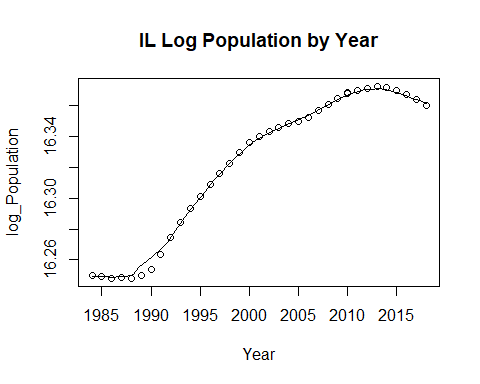 IL Log Population by Year
log_Population
16.34
16.30
16.26
1985 1990 1995 2000 2005 2010 2015
Year